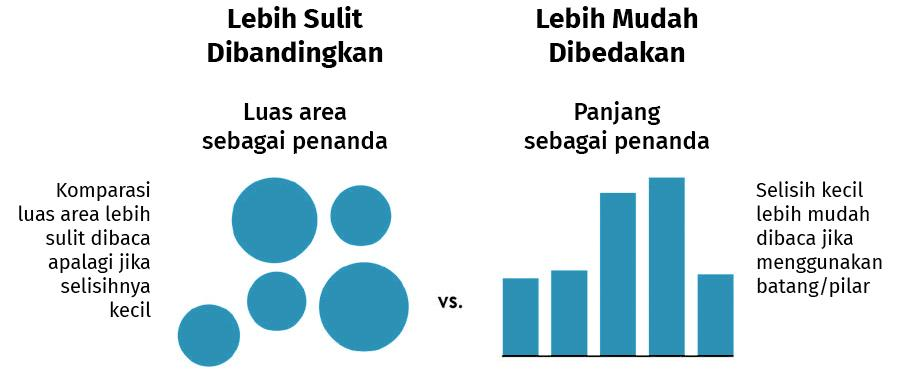 Lebih Sulit
Dibandingkan
Luas area
sebagai penanda
Komparasi
luas area lebih
sulit dibaca
apalagi jika
selisihnya
kecil
vs.
Lebih Mudah
Dibedakan
Panjang
sebagai penanda
Selisih kecil
lebih mudah
dibaca jika
menggunakan
batang/pilar